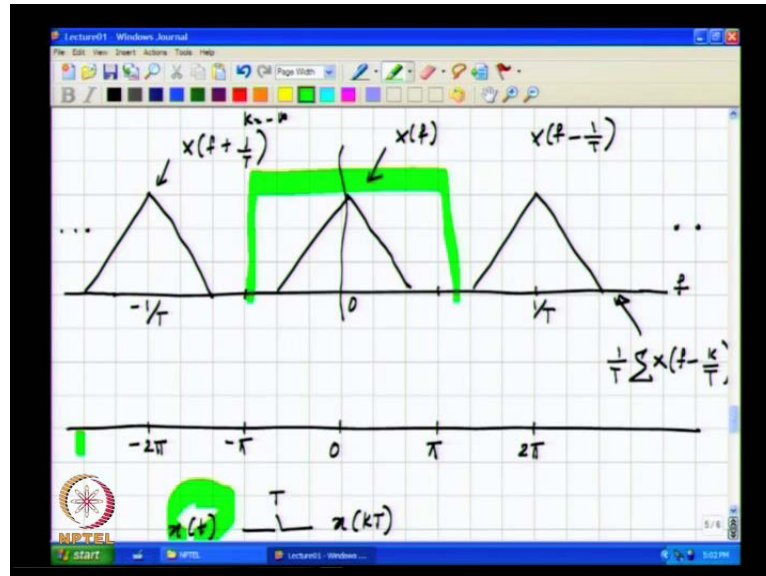 Lecture01 - Windows Journal
File Edit View Insert Actions Tools Help
Page Width
B I
k=-∞
x(f + 1/T)
x(f)
x(f - 1/T)
...
..
-1/T 0 1/T f
1/T Σ x(f - k/T)
-2π -π 0 π 2π
T
x(t) x(kT)
NPTEL
5/6
start NPTEL Lecture01 - Windows ... 5:02 PM